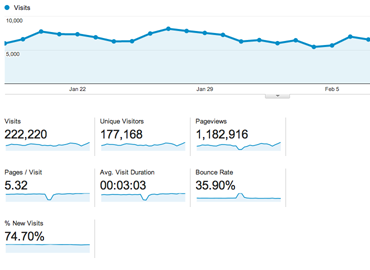 Visits
10,000
5,000
Jan 22 Jan 29 Feb 5
Visits Unique Visitors Pageviews
222,220 177,168 1,182,916
Pages / Visit Avg. Visit Duration Bounce Rate
5.32 00:03:03 35.90%
% New Visits
74.70%